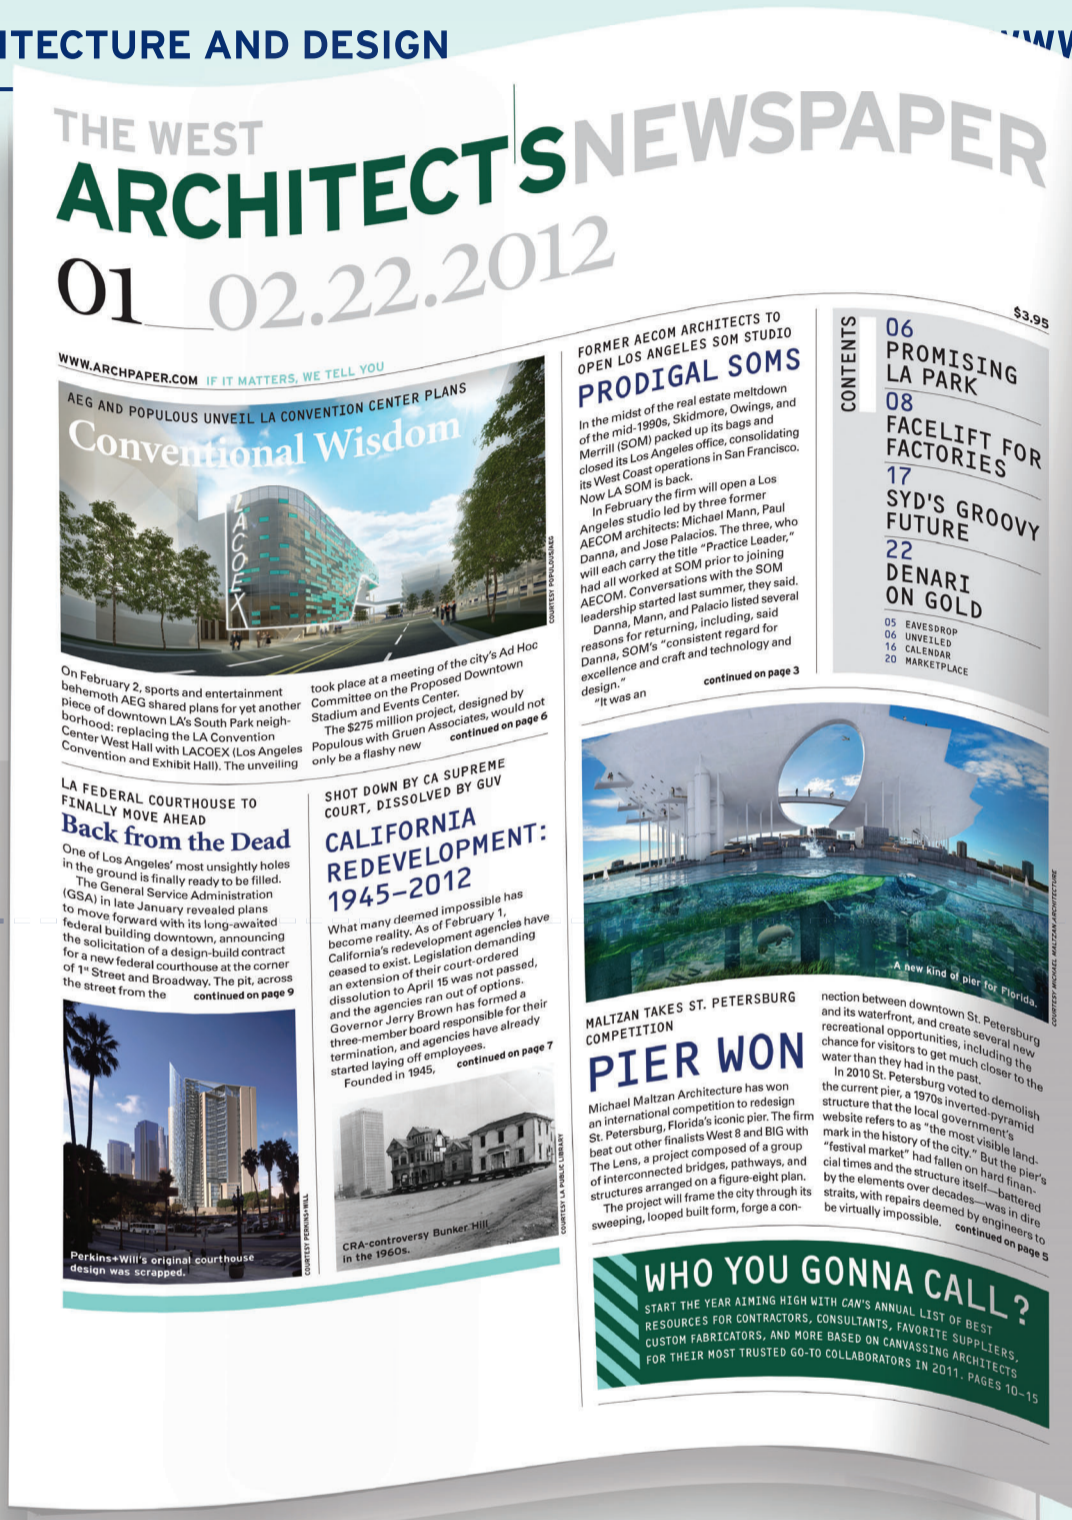 ITECTURE AND DESIGN
THE WEST
ARCHITECT'SNEWSPAPER
01 02.22.2012
$3.95
WWW.ARCHPAPER.COM IF IT MATTERS, WE TELL YOU
AEG AND POPULOUS UNVEIL LA CONVENTION CENTER PLANS
Conventional Wisdom
LACOEX
COURTESY POPULOUS/AEG
On February 2, sports and entertainment
behemoth AEG shared plans for yet another
piece of downtown LA's South Park neigh-
borhood: replacing the LA Convention
Center West Hall with LACOEX (Los Angeles
Convention and Exhibit Hall). The unveiling
took place at a meeting of the city's Ad Hoc
Committee on the Proposed Downtown
Stadium and Events Center.
The $275 million project, designed by
Populous with Gruen Associates, would not
only be a flashy new continued on page 6
LA FEDERAL COURTHOUSE TO
FINALLY MOVE AHEAD
Back from the Dead
One of Los Angeles' most unsightly holes
in the ground is finally ready to be filled.
The General Service Administration
(GSA) in late January revealed plans
to move forward with its long-awaited
federal building downtown, announcing
the solicitation of a design-build contract
for a new federal courthouse at the corner
of 1st Street and Broadway. The pit, across
the street from the continued on page 9
Perkins+Will's original courthouse
design was scrapped.
COURTESY PERKINS+WILL
SHOT DOWN BY CA SUPREME
COURT, DISSOLVED BY GUV
CALIFORNIA
REDEVELOPMENT:
1945–2012
What many deemed impossible has
become reality. As of February 1,
California's redevelopment agencies have
ceased to exist. Legislation demanding
an extension of their court-ordered
dissolution to April 15 was not passed,
and the agencies ran out of options.
Governor Jerry Brown has formed a
three-member board responsible for their
termination, and agencies have already
started laying off employees.
Founded in 1945, continued on page 7
CRA-controversy Bunker Hill
in the 1960s.
COURTESY LA PUBLIC LIBRARY
FORMER AECOM ARCHITECTS TO
OPEN LOS ANGELES SOM STUDIO
PRODIGAL SOMS
In the midst of the real estate meltdown
of the mid-1990s, Skidmore, Owings, and
Merrill (SOM) packed up its bags and
closed its Los Angeles office, consolidating
its West Coast operations in San Francisco.
Now LA SOM is back.
In February the firm will open a Los
Angeles studio led by three former
AECOM architects: Michael Mann, Paul
Danna, and Jose Palacios. The three, who
will each carry the title "Practice Leader,"
had all worked at SOM prior to joining
AECOM. Conversations with the SOM
leadership started last summer, they said.
Danna, Mann, and Palacio listed several
reasons for returning, including, said
Danna, SOM's "consistent regard for
excellence and craft and technology and
design."
"It was an continued on page 3
CONTENTS
06
PROMISING
LA PARK
08
FACELIFT FOR
FACTORIES
17
SYD'S GROOVY
FUTURE
22
DENARI
ON GOLD
05 EAVESDROP
06 UNVEILED
16 CALENDAR
20 MARKETPLACE
A new kind of pier for Florida.
COURTESY MICHAEL MALTZAN ARCHITECTURE
MALTZAN TAKES ST. PETERSBURG
COMPETITION
PIER WON
Michael Maltzan Architecture has won
an international competition to redesign
St. Petersburg, Florida's iconic pier. The firm
beat out other finalists West 8 and BIG with
The Lens, a project composed of a group
of interconnected bridges, pathways, and
structures arranged on a figure-eight plan.
The project will frame the city through its
sweeping, looped built form, forge a con-
nection between downtown St. Petersburg
and its waterfront, and create several new
recreational opportunities, including the
chance for visitors to get much closer to the
water than they had in the past.
In 2010 St. Petersburg voted to demolish
the current pier, a 1970s inverted-pyramid
structure that the local government's
website refers to as "the most visible land-
mark in the history of the city." But the pier's
"festival market" had fallen on hard finan-
cial times and the structure itself—battered
by the elements over decades—was in dire
straits, with repairs deemed by engineers to
be virtually impossible. continued on page 5
WHO YOU GONNA CALL?
START THE YEAR AIMING HIGH WITH CAN'S ANNUAL LIST OF BEST
RESOURCES FOR CONTRACTORS, CONSULTANTS, FAVORITE SUPPLIERS,
CUSTOM FABRICATORS, AND MORE BASED ON CANVASSING ARCHITECTS
FOR THEIR MOST TRUSTED GO-TO COLLABORATORS IN 2011. PAGES 10–15